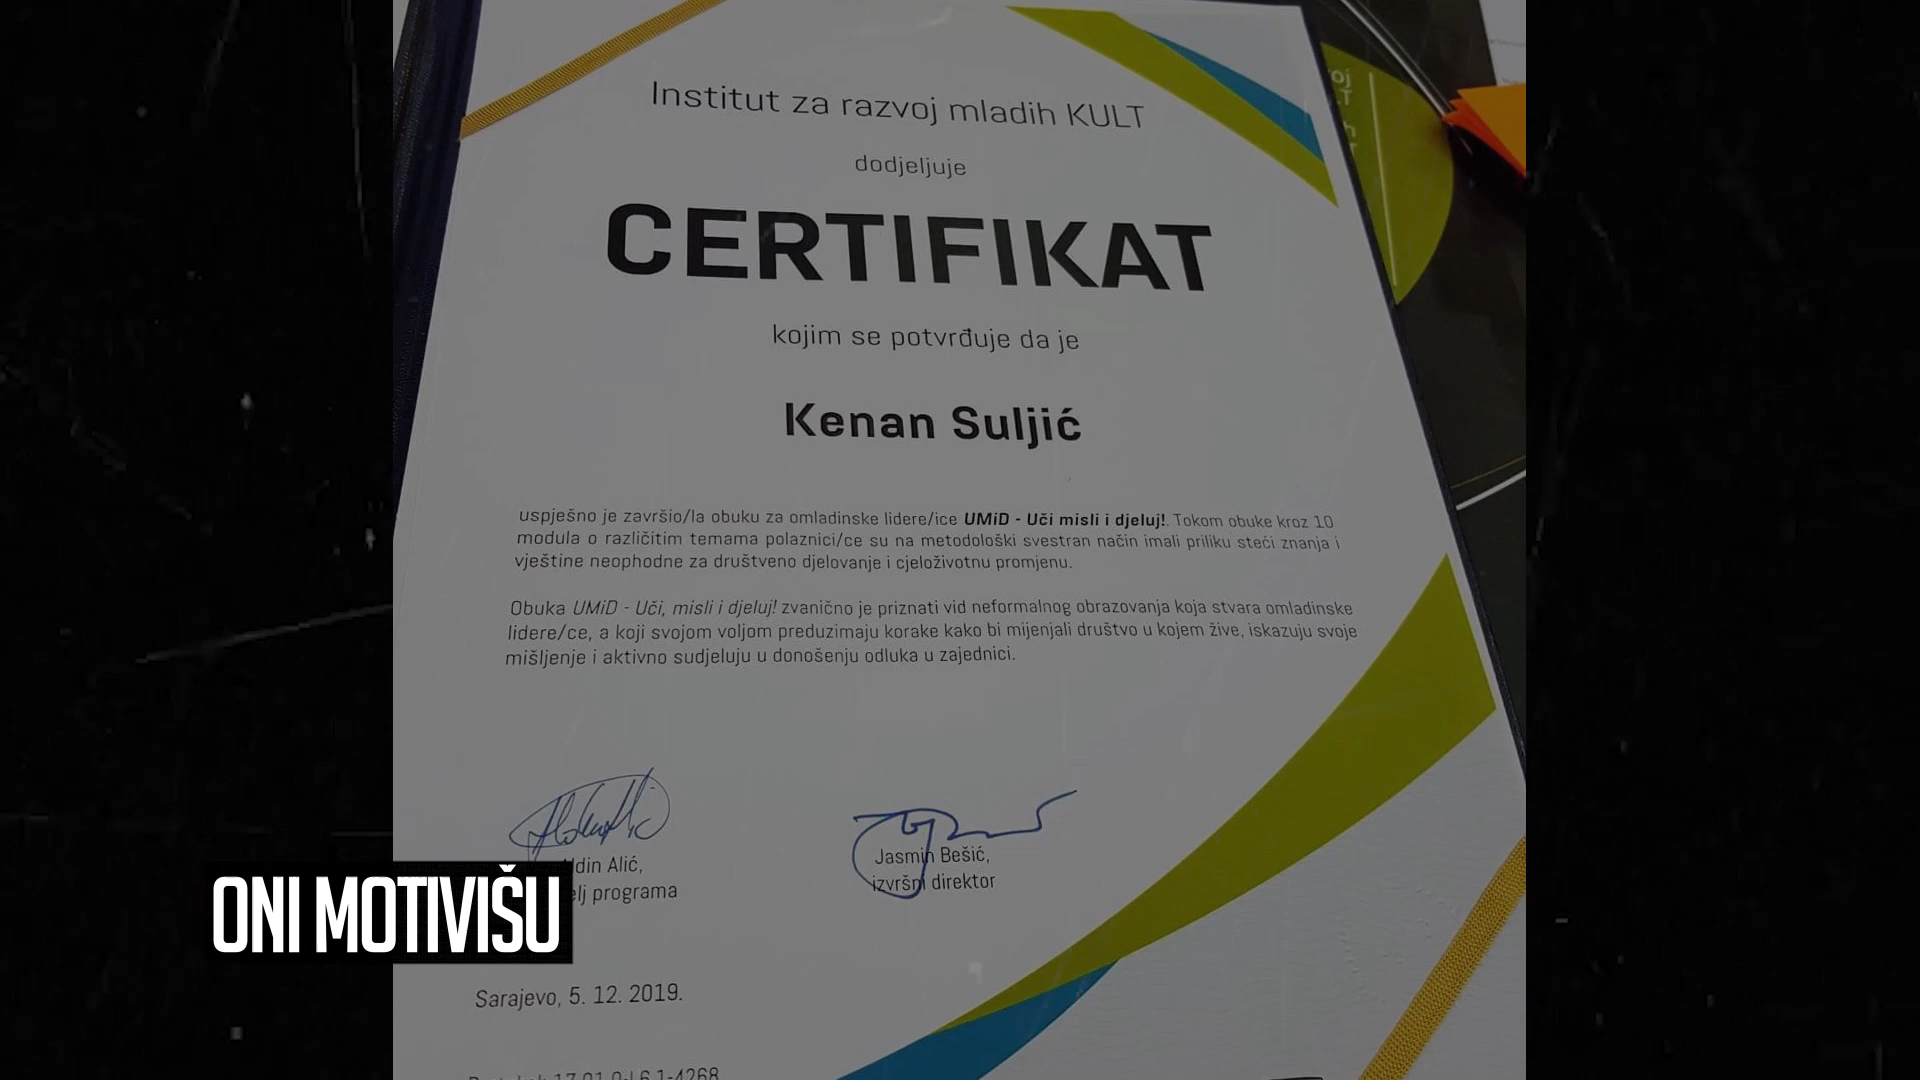 Institut za razvoj mladih KULT
dodjeljuje
CERTIFIKAT
kojim se potvrđuje da je
Kenan Suljić
uspješno je završio/la obuku za omladinske lidere/ice UMiD - Uči misli i djeluj!. Tokom obuke kroz 10
modula o različitim temama polaznici/ce su na metodološki svestran način imali priliku steći znanja i
vještine neophodne za društveno djelovanje i cjeloživotnu promjenu.
Obuka UMiD - Uči, misli i djeluj! zvanično je priznati vid neformalnog obrazovanja koja stvara omladinske
lidere/ce, a koji svojom voljom preduzimaju korake kako bi mijenjali društvo u kojem žive, iskazuju svoje
mišljenje i aktivno sudjeluju u donošenju odluka u zajednici.
Alić,
programa
Jasmin Bešić,
izvršni direktor
ONI MOTIVIŠU
Sarajevo, 5. 12. 2019.